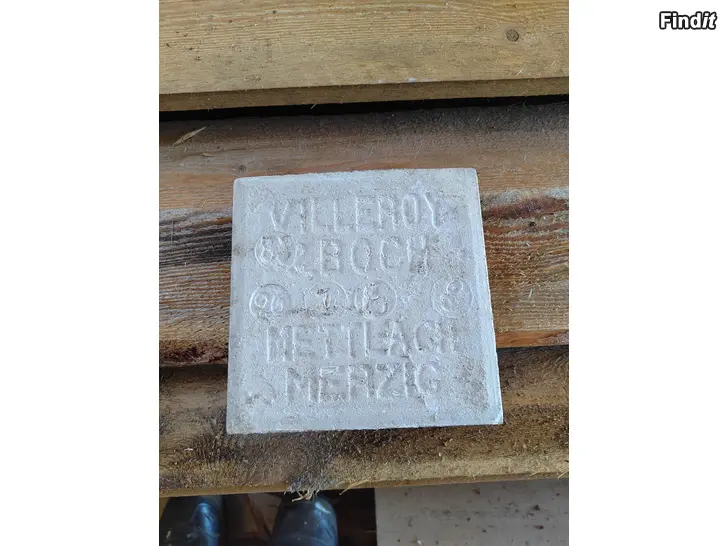 Findit
VILLEROY
& BOCH
METTLACH
MERZIG